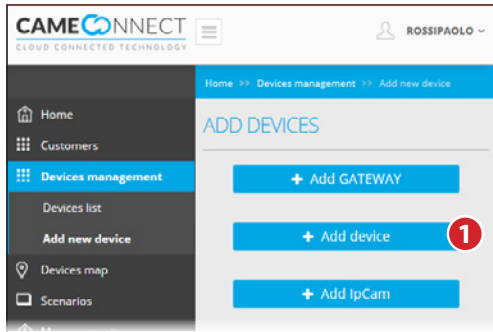 CAMECONNECT
CLOUD CONNECTED TECHNOLOGY
ROSSIPAOLO
Home >> Devices management >> Add new device
Home
Customers
Devices management
Devices list
Add new device
Devices map
Scenarios
ADD DEVICES
+ Add GATEWAY
+ Add device
1
+ Add IpCam